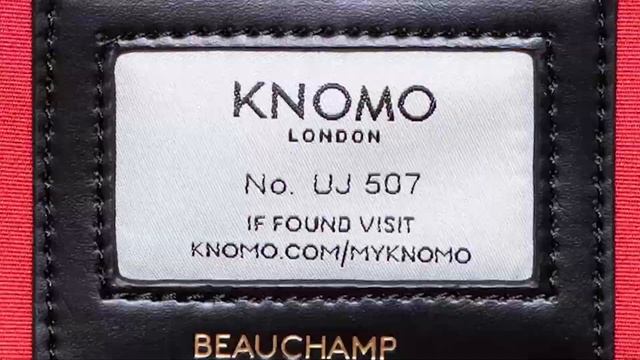 KNOMO
LONDON
No. UJ 507
IF FOUND VISIT
KNOMO.COM/MYKNOMO
BEAUCHAMP